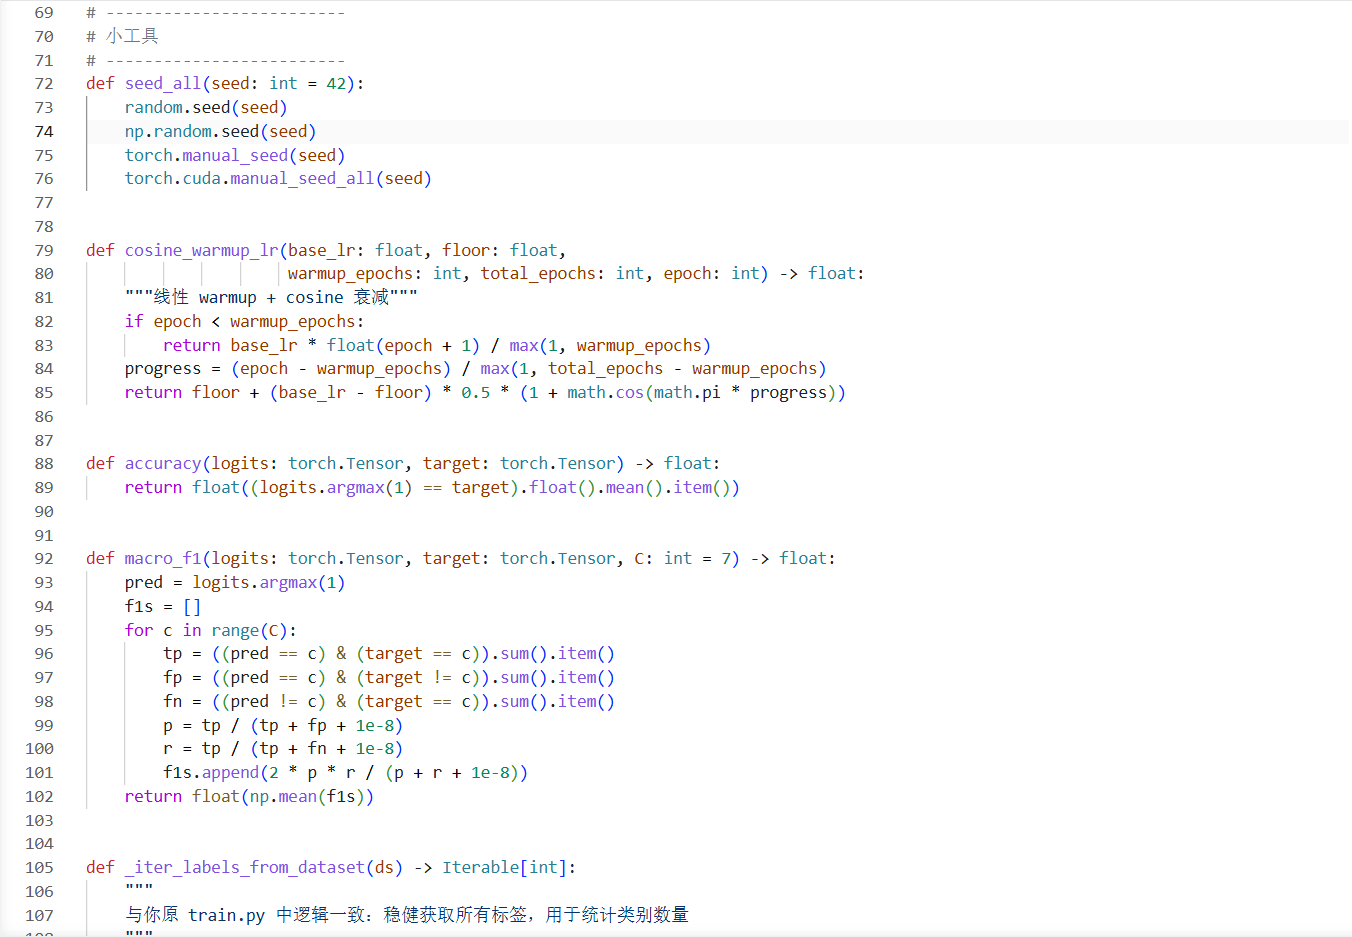 69 # -------------------------
70 # 小工具
71 # -------------------------
72 def seed_all(seed: int = 42):
73     random.seed(seed)
74     np.random.seed(seed)
75     torch.manual_seed(seed)
76     torch.cuda.manual_seed_all(seed)
77
78
79 def cosine_warmup_lr(base_lr: float, floor: float,
80                      warmup_epochs: int, total_epochs: int, epoch: int) -> float:
81     """线性 warmup + cosine 衰减"""
82     if epoch < warmup_epochs:
83         return base_lr * float(epoch + 1) / max(1, warmup_epochs)
84     progress = (epoch - warmup_epochs) / max(1, total_epochs - warmup_epochs)
85     return floor + (base_lr - floor) * 0.5 * (1 + math.cos(math.pi * progress))
86
87
88 def accuracy(logits: torch.Tensor, target: torch.Tensor) -> float:
89     return float((logits.argmax(1) == target).float().mean().item())
90
91
92 def macro_f1(logits: torch.Tensor, target: torch.Tensor, C: int = 7) -> float:
93     pred = logits.argmax(1)
94     f1s = []
95     for c in range(C):
96         tp = ((pred == c) & (target == c)).sum().item()
97         fp = ((pred == c) & (target != c)).sum().item()
98         fn = ((pred != c) & (target == c)).sum().item()
99         p = tp / (tp + fp + 1e-8)
100         r = tp / (tp + fn + 1e-8)
101         f1s.append(2 * p * r / (p + r + 1e-8))
102     return float(np.mean(f1s))
103
104
105 def _iter_labels_from_dataset(ds) -> Iterable[int]:
106     """
107     与你原 train.py 中逻辑一致：稳健获取所有标签，用于统计类别数量
108     """